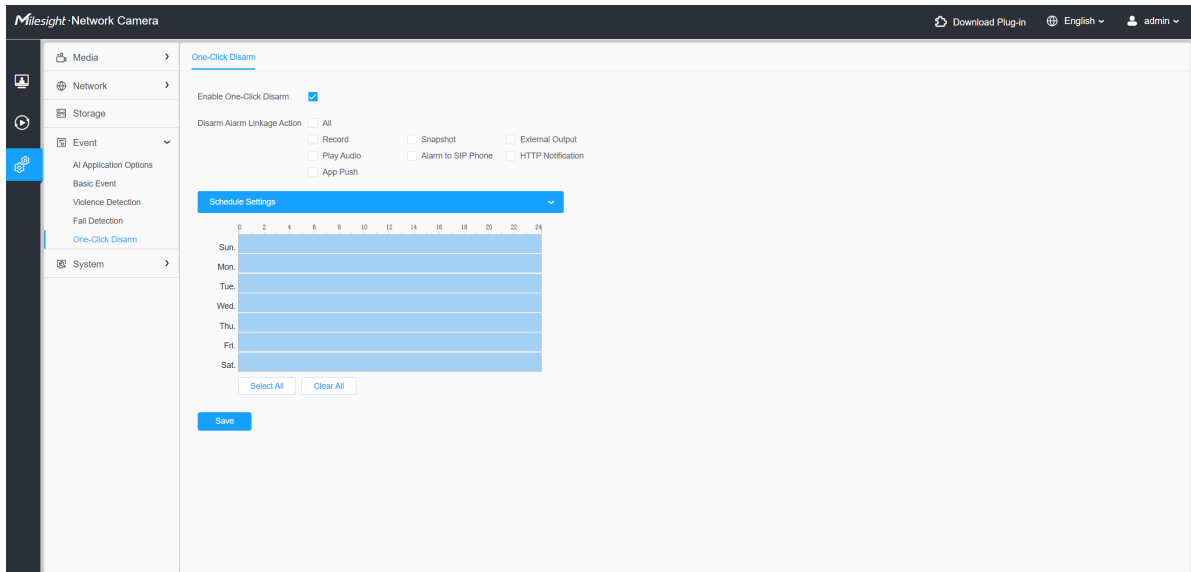 Milesight · Network Camera
Download Plug-in
English
admin
Media
Network
Storage
Event
AI Application Options
Basic Event
Violence Detection
Fall Detection
One-Click Disarm
System
One-Click Disarm
Enable One-Click Disarm
Disarm Alarm Linkage Action All
Record Snapshot External Output
Play Audio Alarm to SIP Phone HTTP Notification
App Push
Schedule Settings
0 2 4 6 8 10 12 14 16 18 20 22 24
Sun.
Mon.
Tue.
Wed.
Thu.
Fri.
Sat.
Select All Clear All
Save